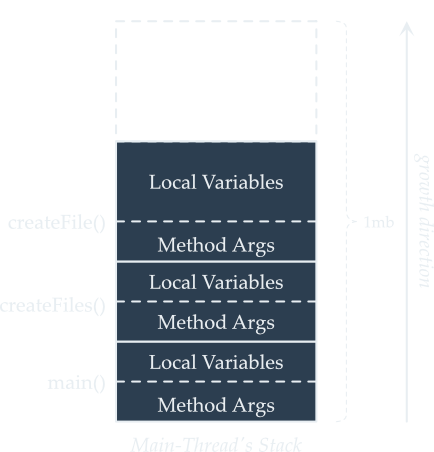 Local Variables
createFile()
Method Args
Local Variables
createFiles()
Method Args
Local Variables
main()
Method Args
1mb
growth direction
Main-Thread's Stack